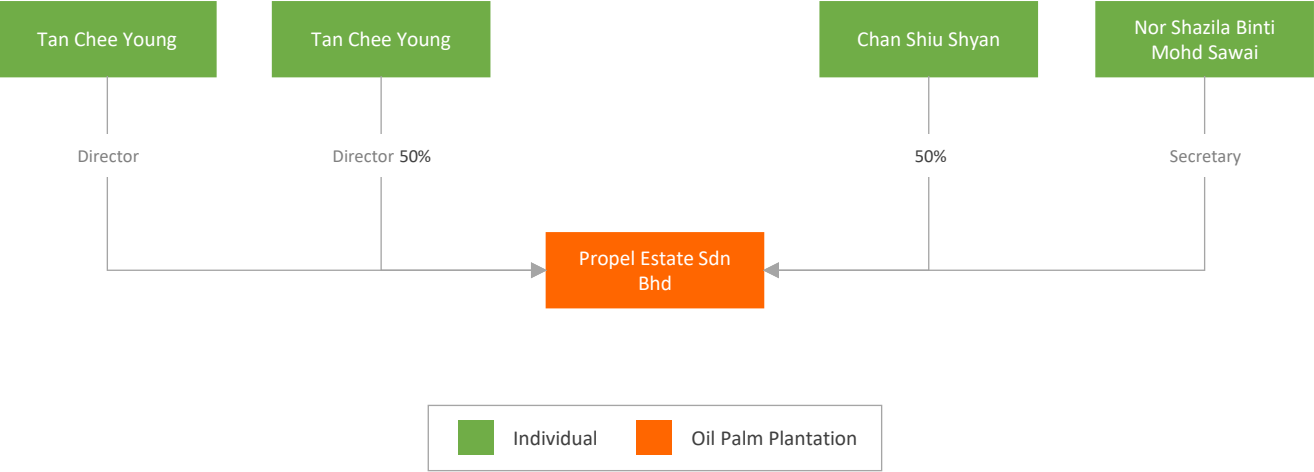 Tan Chee Young
Tan Chee Young
Chan Shiu Shyan
Nor Shazila Binti
Mohd Sawai
Director
Director 50%
50%
Secretary
Propel Estate Sdn
Bhd
Individual
Oil Palm Plantation